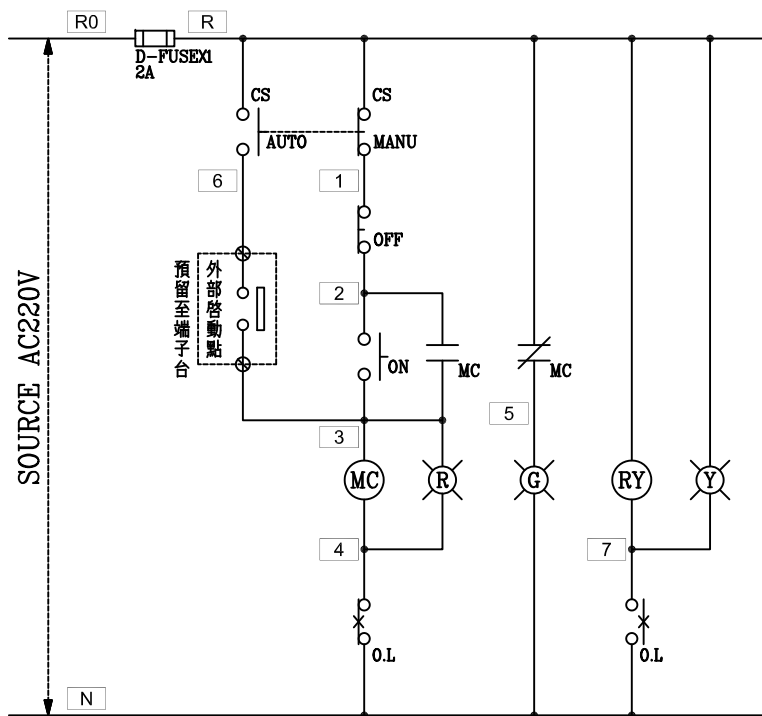 R0
R
D-FUSEX1
2A
CS
CS
AUTO
MANU
6
1
OFF
預留至端子台
外部啓動點
2
SOURCE AC220V
ON
MC
MC
5
3
MC
R
G
RY
Y
4
7
O.L
O.L
N